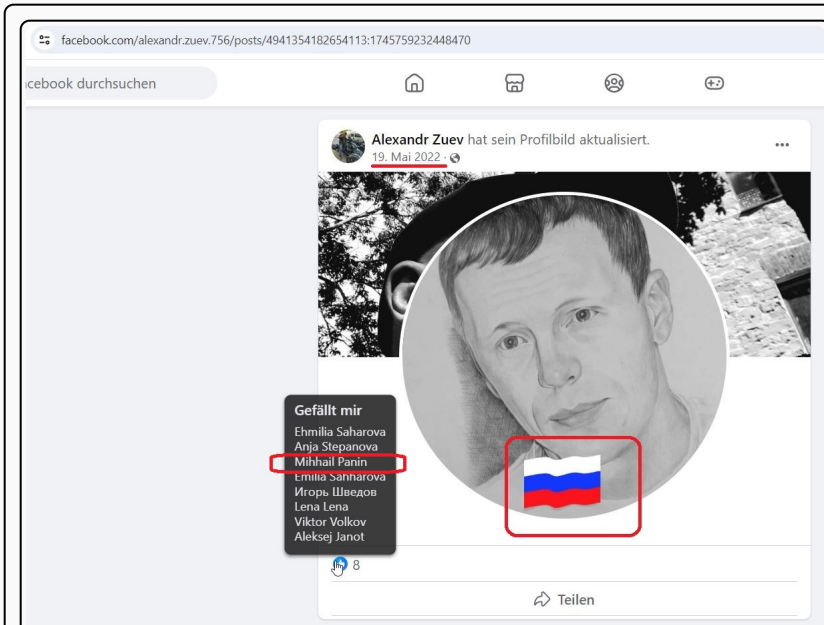 facebook.com/alexandr.zuev.756/posts/4941354182654113:1745759232448470
cebook durchsuchen
Alexandr Zuev hat sein Profilbild aktualisiert.
19. Mai 2022 ·
Gefällt mir
Ehmilia Saharova
Anja Stepanova
Mihhail Panin
Emilia Sahharova
Игорь Шведов
Lena Lena
Viktor Volkov
Aleksej Janot
8
Teilen